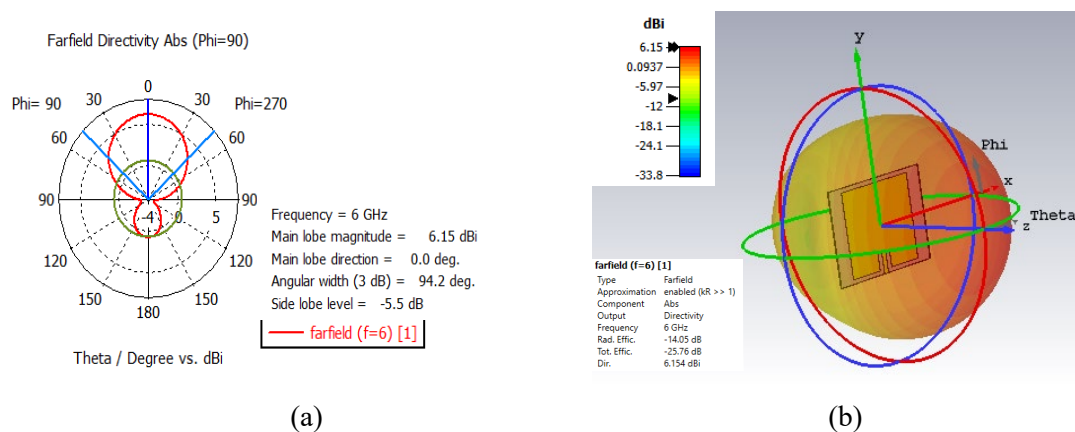 Farfield Directivity Abs (Phi=90)
0
30 30
Phi= 90 Phi=270
60 60
90 -4 0 5 90
120 120
150 150
180
Frequency = 6 GHz
Main lobe magnitude = 6.15 dBi
Main lobe direction = 0.0 deg.
Angular width (3 dB) = 94.2 deg.
Side lobe level = -5.5 dB
farfield (f=6) [1]
Theta / Degree vs. dBi
(a)
dBi
6.15
0.0937
-5.97
-12
-18.1
-24.1
-33.8
y
Phi
x
Theta
z
farfield (f=6) [1]
Type Farfield
Approximation enabled (kR >> 1)
Component Abs
Output Directivity
Frequency 6 GHz
Rad. Effic. -14.05 dB
Tot. Effic. -25.76 dB
Dir. 6.154 dBi
(b)